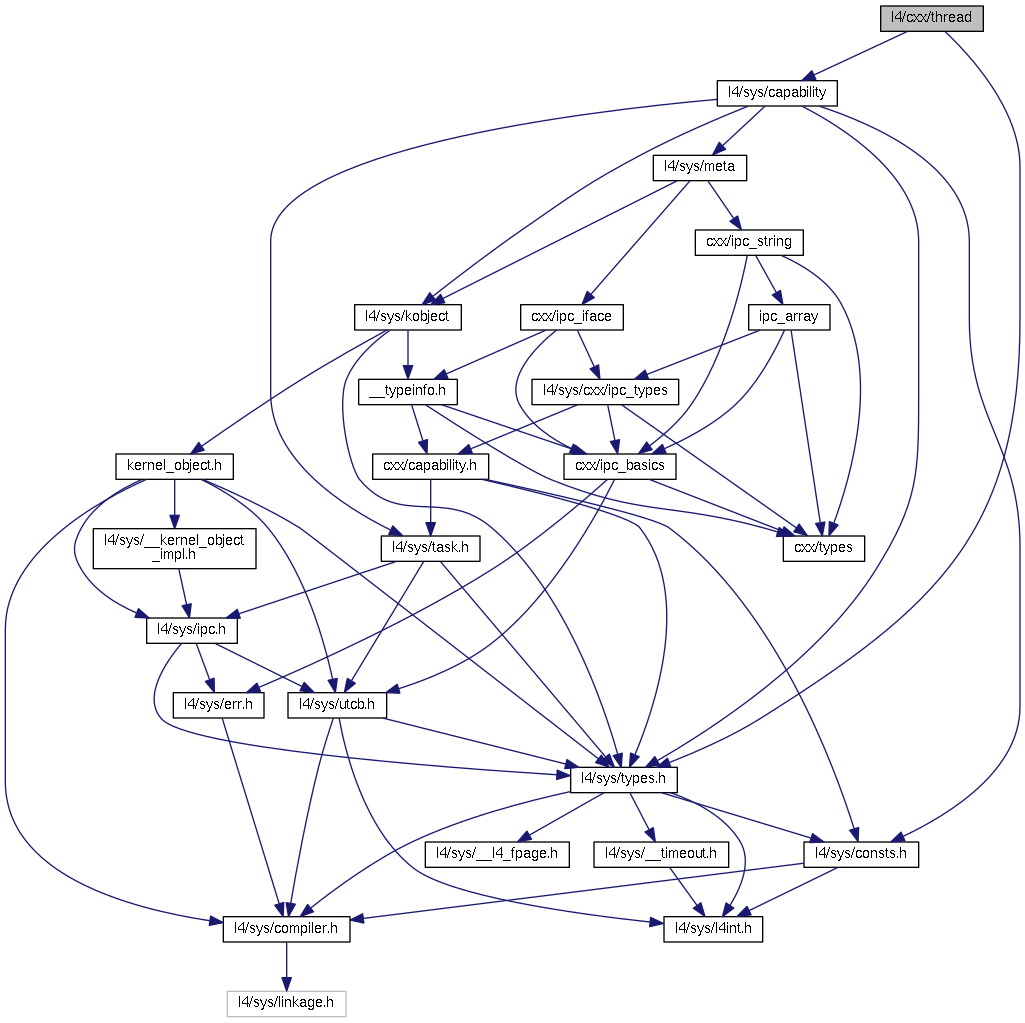 l4/cxx/thread
l4/sys/capability
l4/sys/meta
cxx/ipc_string
l4/sys/kobject
cxx/ipc_iface
ipc_array
__typeinfo.h
l4/sys/cxx/ipc_types
kernel_object.h
cxx/capability.h
cxx/ipc_basics
l4/sys/__kernel_object
_impl.h
l4/sys/task.h
cxx/types
l4/sys/ipc.h
l4/sys/err.h
l4/sys/utcb.h
l4/sys/types.h
l4/sys/__l4_fpage.h
l4/sys/__timeout.h
l4/sys/consts.h
l4/sys/compiler.h
l4/sys/l4int.h
l4/sys/linkage.h